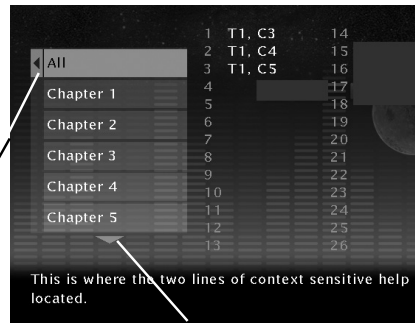 All
Chapter 1
Chapter 2
Chapter 3
Chapter 4
Chapter 5
1 T1, C3
2 T1, C4
3 T1, C5
4
5
6
7
8
9
10
11
12
13
14
15
16
17
18
19
20
21
22
23
24
25
26
This is where the two lines of context sensitive help
located.